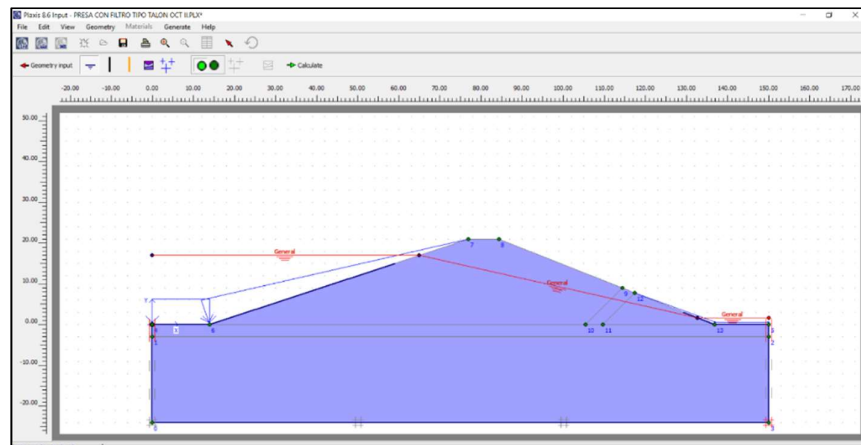 Plaxis 8.6 Input - PRESA CON FILTRO TIPO TALON OCT II.PLX*
File Edit View Geometry Materials Generate Help
Geometry input Calculate
-20.00 -10.00 0.00 10.00 20.00 30.00 40.00 50.00 60.00 70.00 80.00 90.00 100.00 110.00 120.00 130.00 140.00 150.00 160.00 170.00
50.00
40.00
30.00
20.00
7 8
General
General
10.00
9 12
General
0.00
6 10 11 13 5
1 2
-10.00
-20.00
0 3